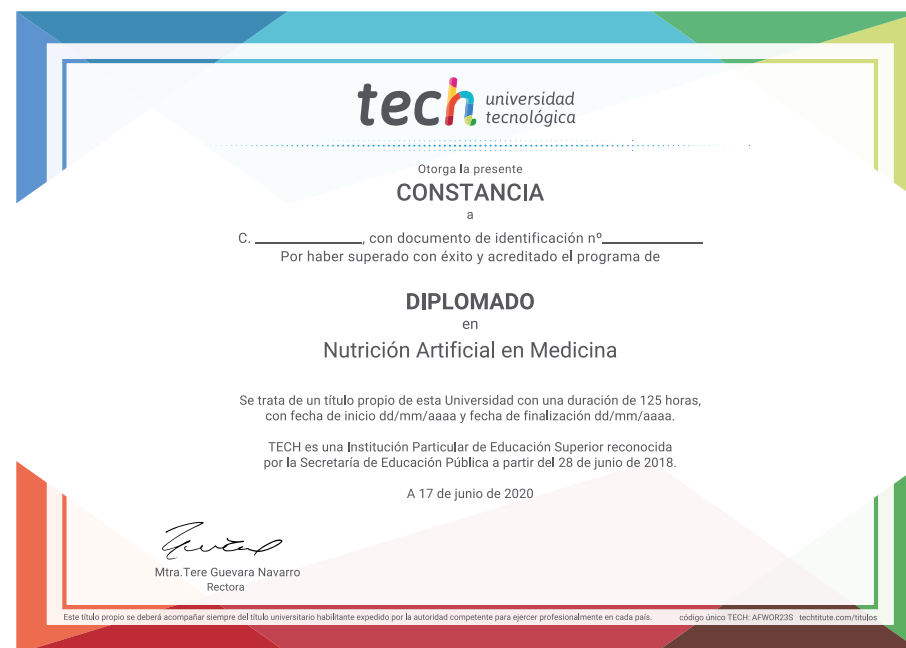 tech universidad
tecnológica
Otorga la presente
CONSTANCIA
a
C. ____________, con documento de identificación nº____________
Por haber superado con éxito y acreditado el programa de
DIPLOMADO
en
Nutrición Artificial en Medicina
Se trata de un título propio de esta Universidad con una duración de 125 horas,
con fecha de inicio dd/mm/aaaa y fecha de finalización dd/mm/aaaa.
TECH es una Institución Particular de Educación Superior reconocida
por la Secretaría de Educación Pública a partir del 28 de junio de 2018.
A 17 de junio de 2020
Mtra.Tere Guevara Navarro
Rectora
Este título propio se deberá acompañar siempre del título universitario habilitante expedido por la autoridad competente para ejercer profesionalmente en cada país. código único TECH: AFWOR23S techtitute.com/titulos